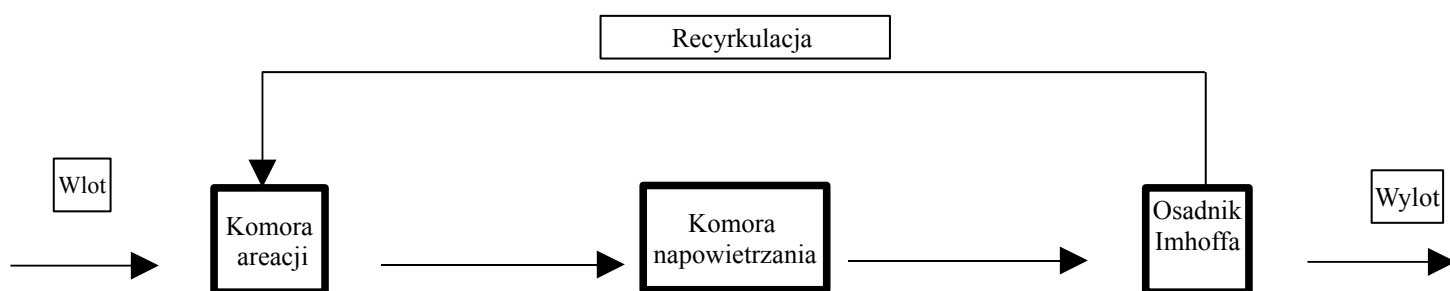 Recyrkulacja
Wlot
Komora
areacji
Komora
napowietrzania
Osadnik
Imhoffa
Wylot